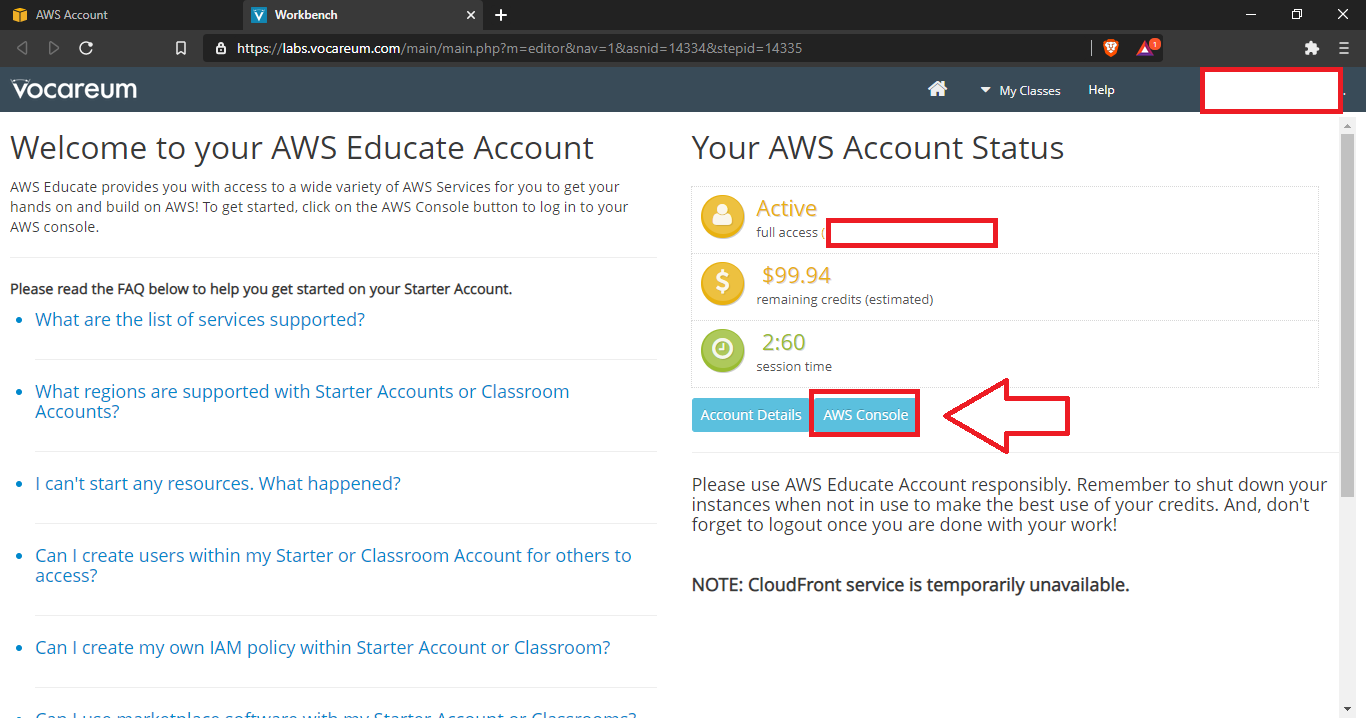 AWS Account
Workbench
https://labs.vocareum.com/main/main.php?m=editor&nav=1&asnid=14334&stepid=14335
1
Vocareum
My Classes
Help
Welcome to your AWS Educate Account
AWS Educate provides you with access to a wide variety of AWS Services for you to get your
hands on and build on AWS! To get started, click on the AWS Console button to log in to your
AWS console.
Please read the FAQ below to help you get started on your Starter Account.
• What are the list of services supported?
• What regions are supported with Starter Accounts or Classroom
Accounts?
• I can't start any resources. What happened?
• Can I create users within my Starter or Classroom Account for others to
access?
• Can I create my own IAM policy within Starter Account or Classroom?
• Can I use marketplace software with my Starter Account or Classrooms?
Your AWS Account Status
Active
full access (
$99.94
remaining credits (estimated)
2:60
session time
Account Details
AWS Console
Please use AWS Educate Account responsibly. Remember to shut down your
instances when not in use to make the best use of your credits. And, don't
forget to logout once you are done with your work!
NOTE: CloudFront service is temporarily unavailable.